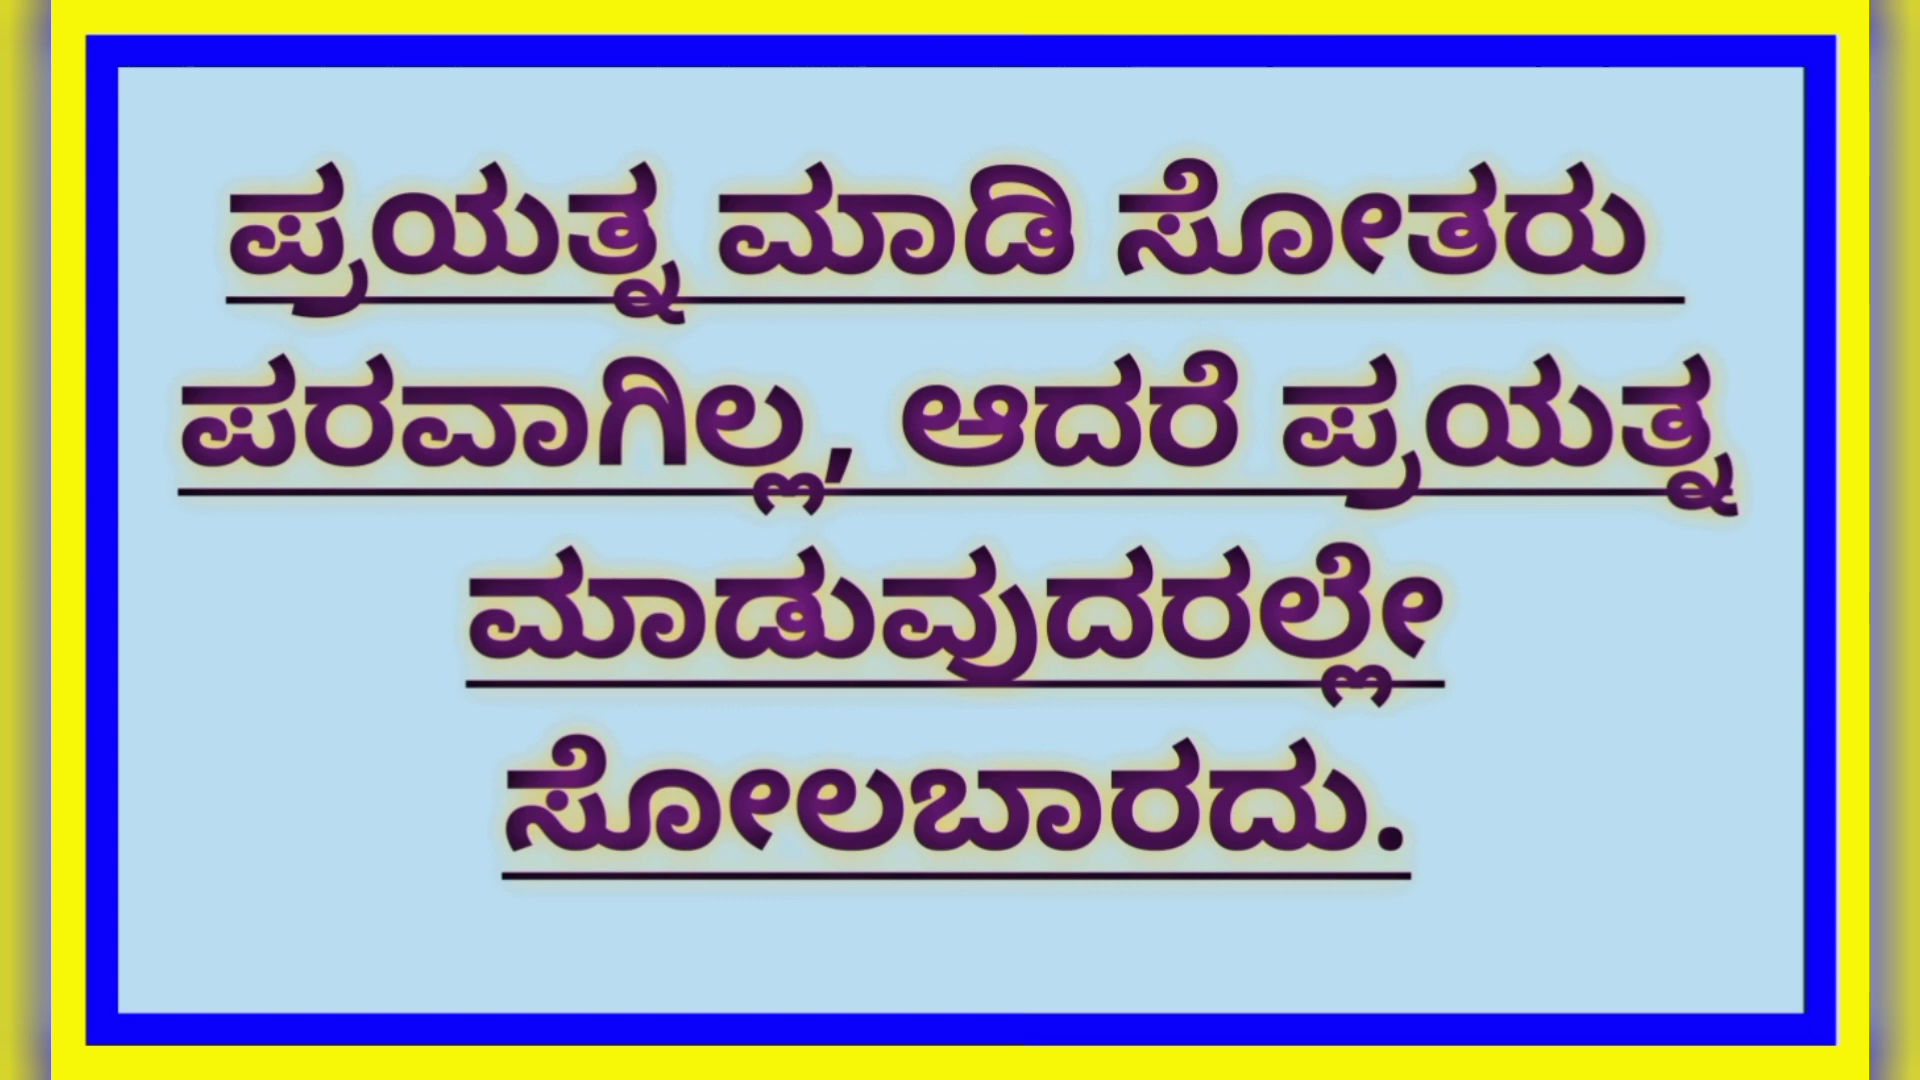 ಪ್ರಯತ್ನ ಮಾಡಿ ಸೋತರು
ಪರವಾಗಿಲ್ಲ, ಆದರೆ ಪ್ರಯತ್ನ
ಮಾಡುವುದರಲ್ಲೇ
ಸೋಲಬಾರದು.